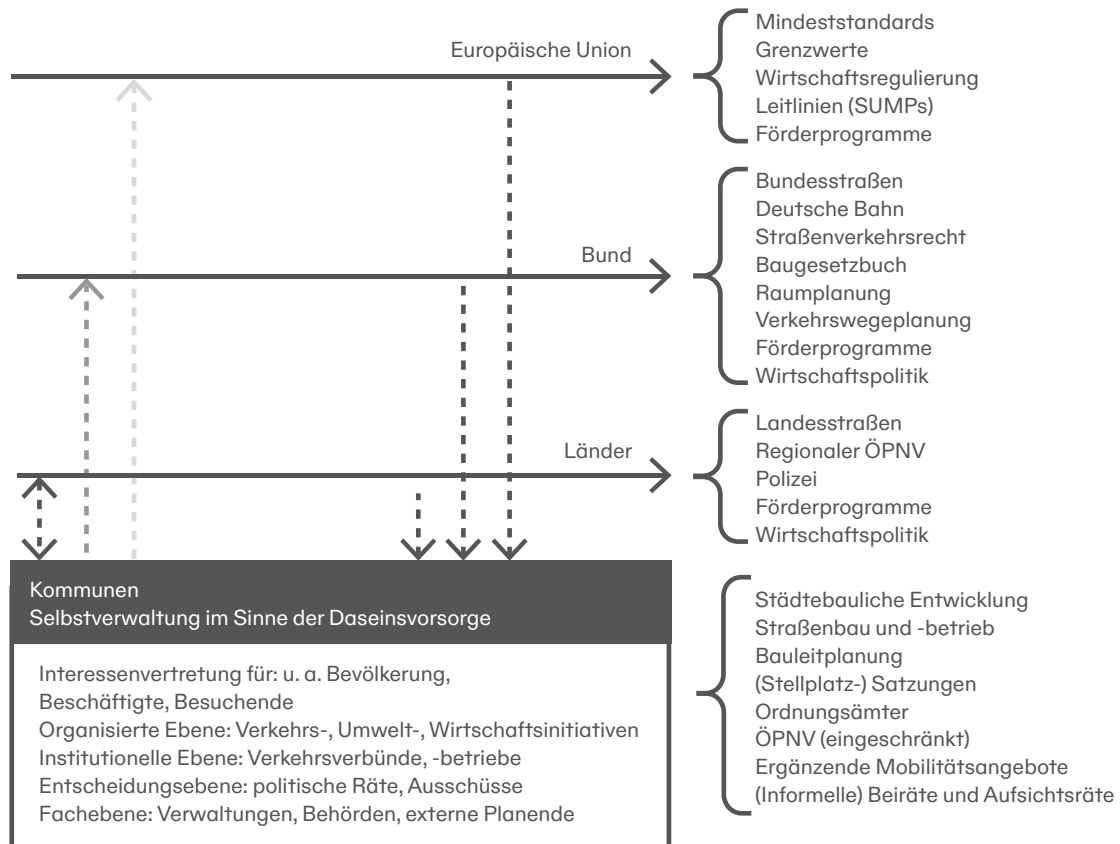 Europäische Union
Mindeststandards
Grenzwerte
Wirtschaftsregulierung
Leitlinien (SUMPs)
Förderprogramme
Bund
Bundesstraßen
Deutsche Bahn
Straßenverkehrsrecht
Baugesetzbuch
Raumplanung
Verkehrswegeplanung
Förderprogramme
Wirtschaftspolitik
Länder
Landesstraßen
Regionaler ÖPNV
Polizei
Förderprogramme
Wirtschaftspolitik
Kommunen
Selbstverwaltung im Sinne der Daseinsvorsorge
Interessenvertretung für: u. a. Bevölkerung,
Beschäftigte, Besuchende
Organisierte Ebene: Verkehrs-, Umwelt-, Wirtschaftsinitiativen
Institutionelle Ebene: Verkehrsverbünde, -betriebe
Entscheidungsebene: politische Räte, Ausschüsse
Fachebene: Verwaltungen, Behörden, externe Planende
Städtebauliche Entwicklung
Straßenbau und -betrieb
Bauleitplanung
(Stellplatz-) Satzungen
Ordnungsämter
ÖPNV (eingeschränkt)
Ergänzende Mobilitätsangebote
(Informelle) Beiräte und Aufsichtsräte